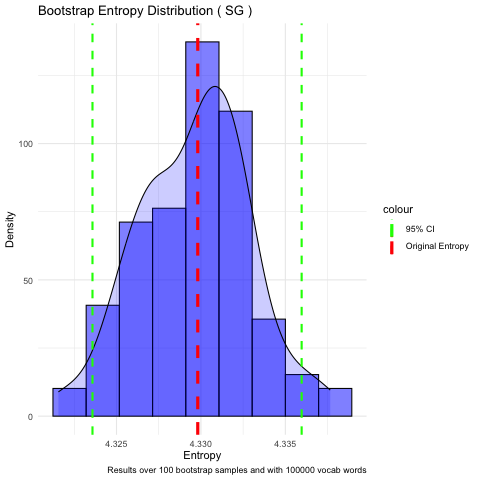 Bootstrap Entropy Distribution ( SG )
Density
100
50
0
4.325
4.330
4.335
Entropy
Results over 100 bootstrap samples and with 100000 vocab words
colour
95% CI
Original Entropy